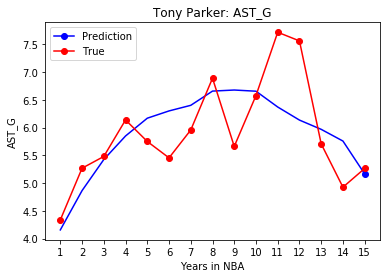 Tony Parker: AST_G
Prediction
True
AST_G
7.5
7.0
6.5
6.0
5.5
5.0
4.5
4.0
1 2 3 4 5 6 7 8 9 10 11 12 13 14 15
Years in NBA